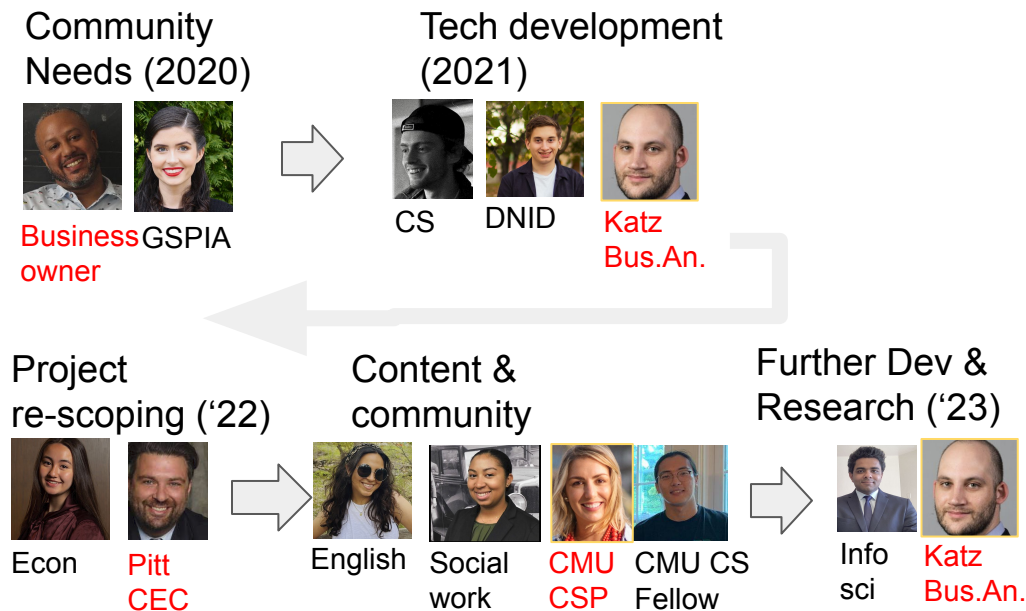 Community
Needs (2020)
Tech development
(2021)
Business
owner
GSPIA
CS
DNID
Katz
Bus.An.
Project
re-scoping (‘22)
Content &
community
Further Dev &
Research (‘23)
Econ
Pitt
CEC
English
Social
work
CMU
CSP
CMU CS
Fellow
Info
sci
Katz
Bus.An.